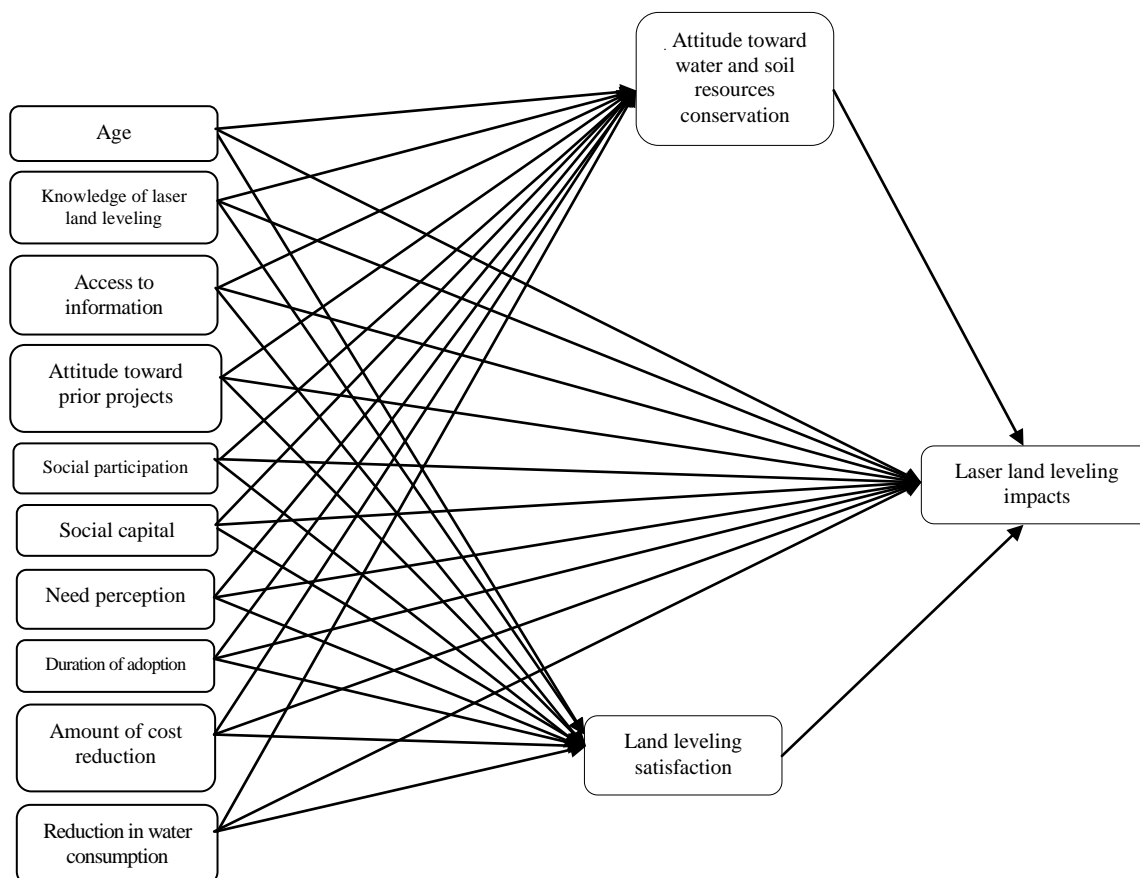 Age
Knowledge of laser
land leveling
Access to
information
Attitude toward
prior projects
Social participation
Social capital
Need perception
Duration of adoption
Amount of cost
reduction
Reduction in water
consumption
. Attitude toward
water and soil
resources
conservation
Land leveling
satisfaction
Laser land leveling
impacts